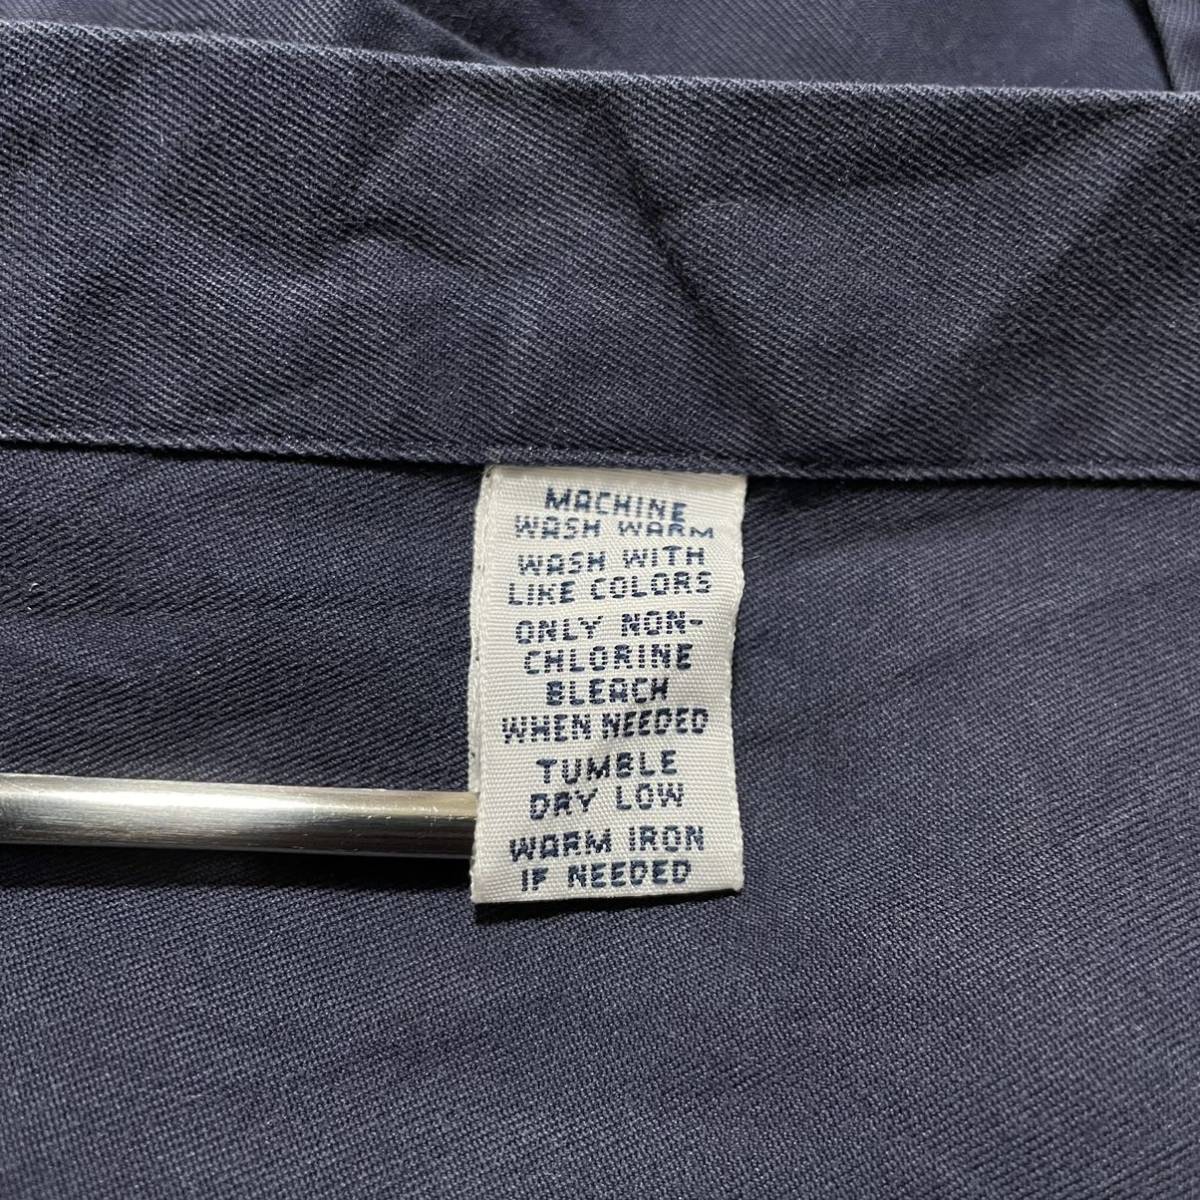 MACHINE
WASH WARM
WASH WITH
LIKE COLORS
ONLY NON-
CHLORINE
BLEACH
WHEN NEEDED
TUMBLE
DRY LOW
WARM IRON
IF NEEDED